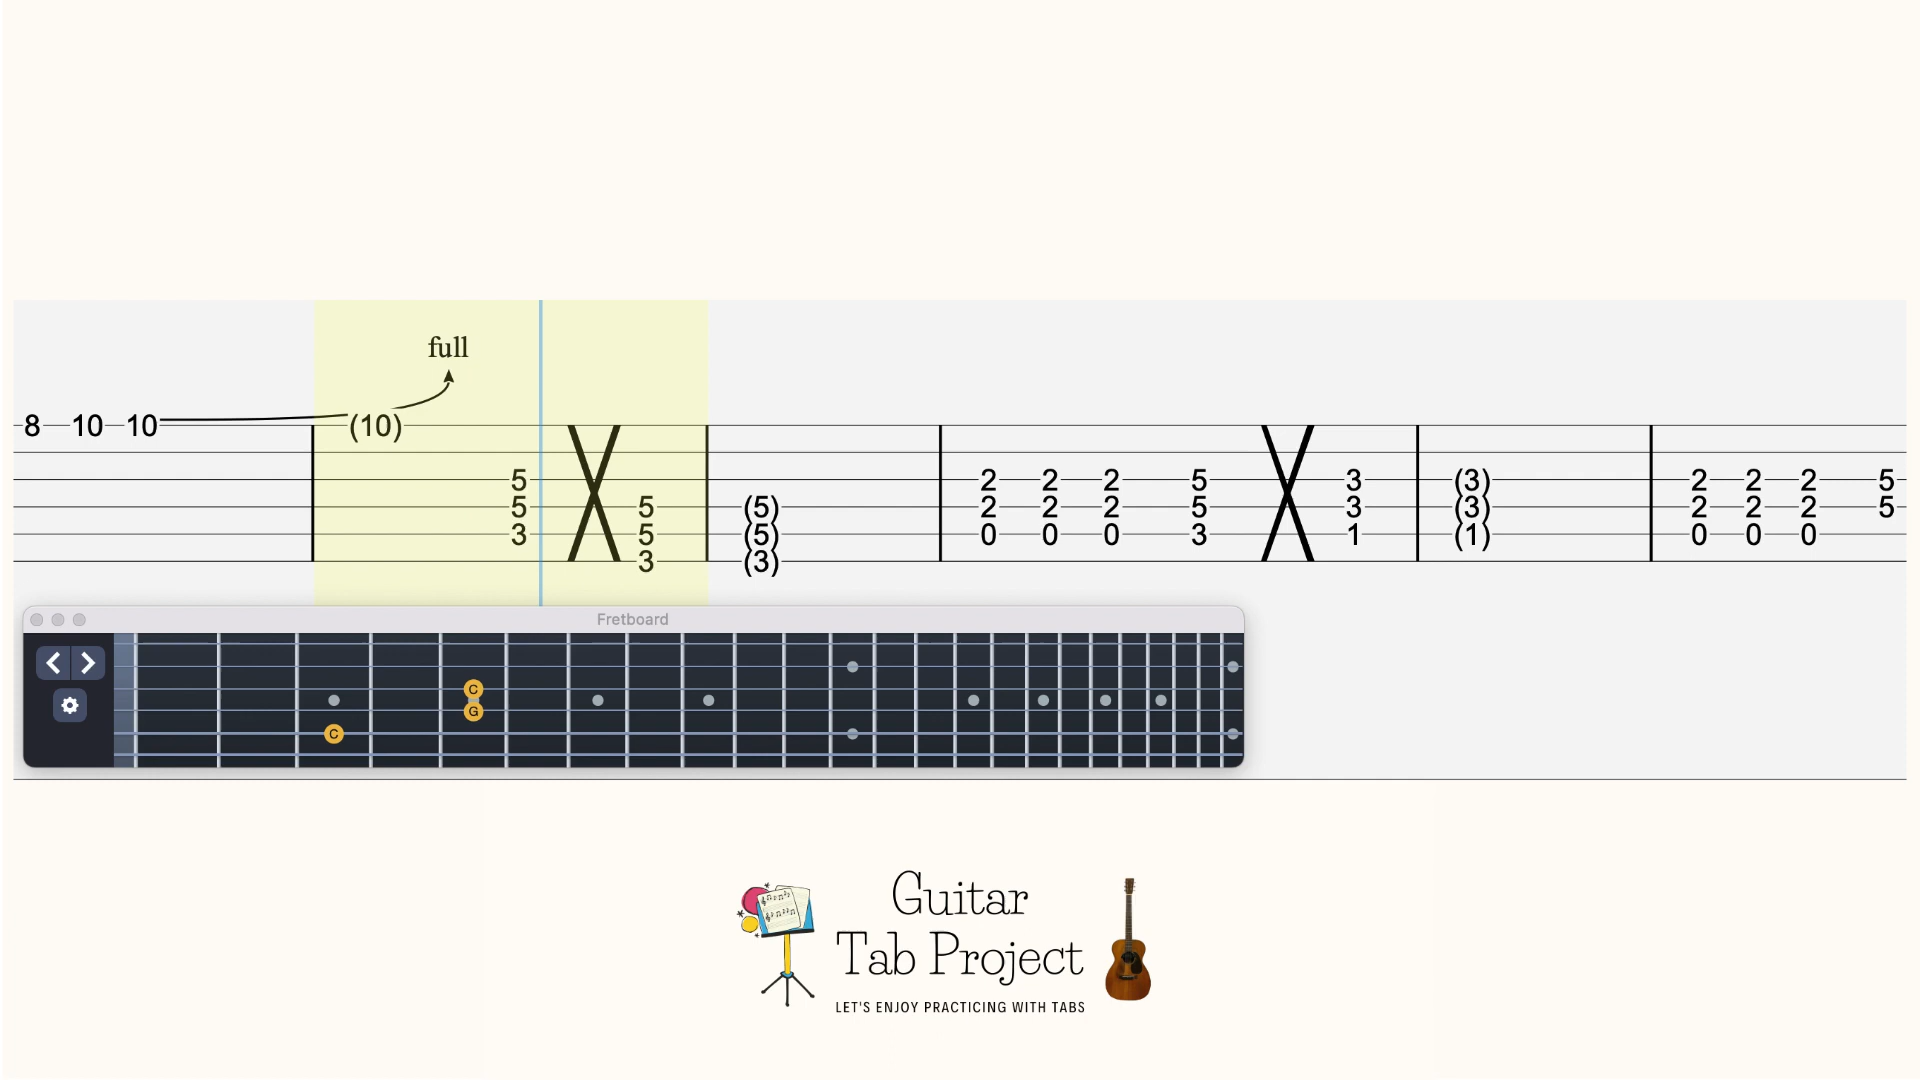 full
8 10 10 (10)
5 2 2 2 5 3 (3) 2 2 2 5
5 5 (5) 2 2 2 5 3 (3) 2 2 2 5
3 5 (5) 0 0 0 3 1 (1) 0 0 0
3 (3)
Fretboard
C
G
C
Guitar
Tab Project
LET'S ENJOY PRACTICING WITH TABS